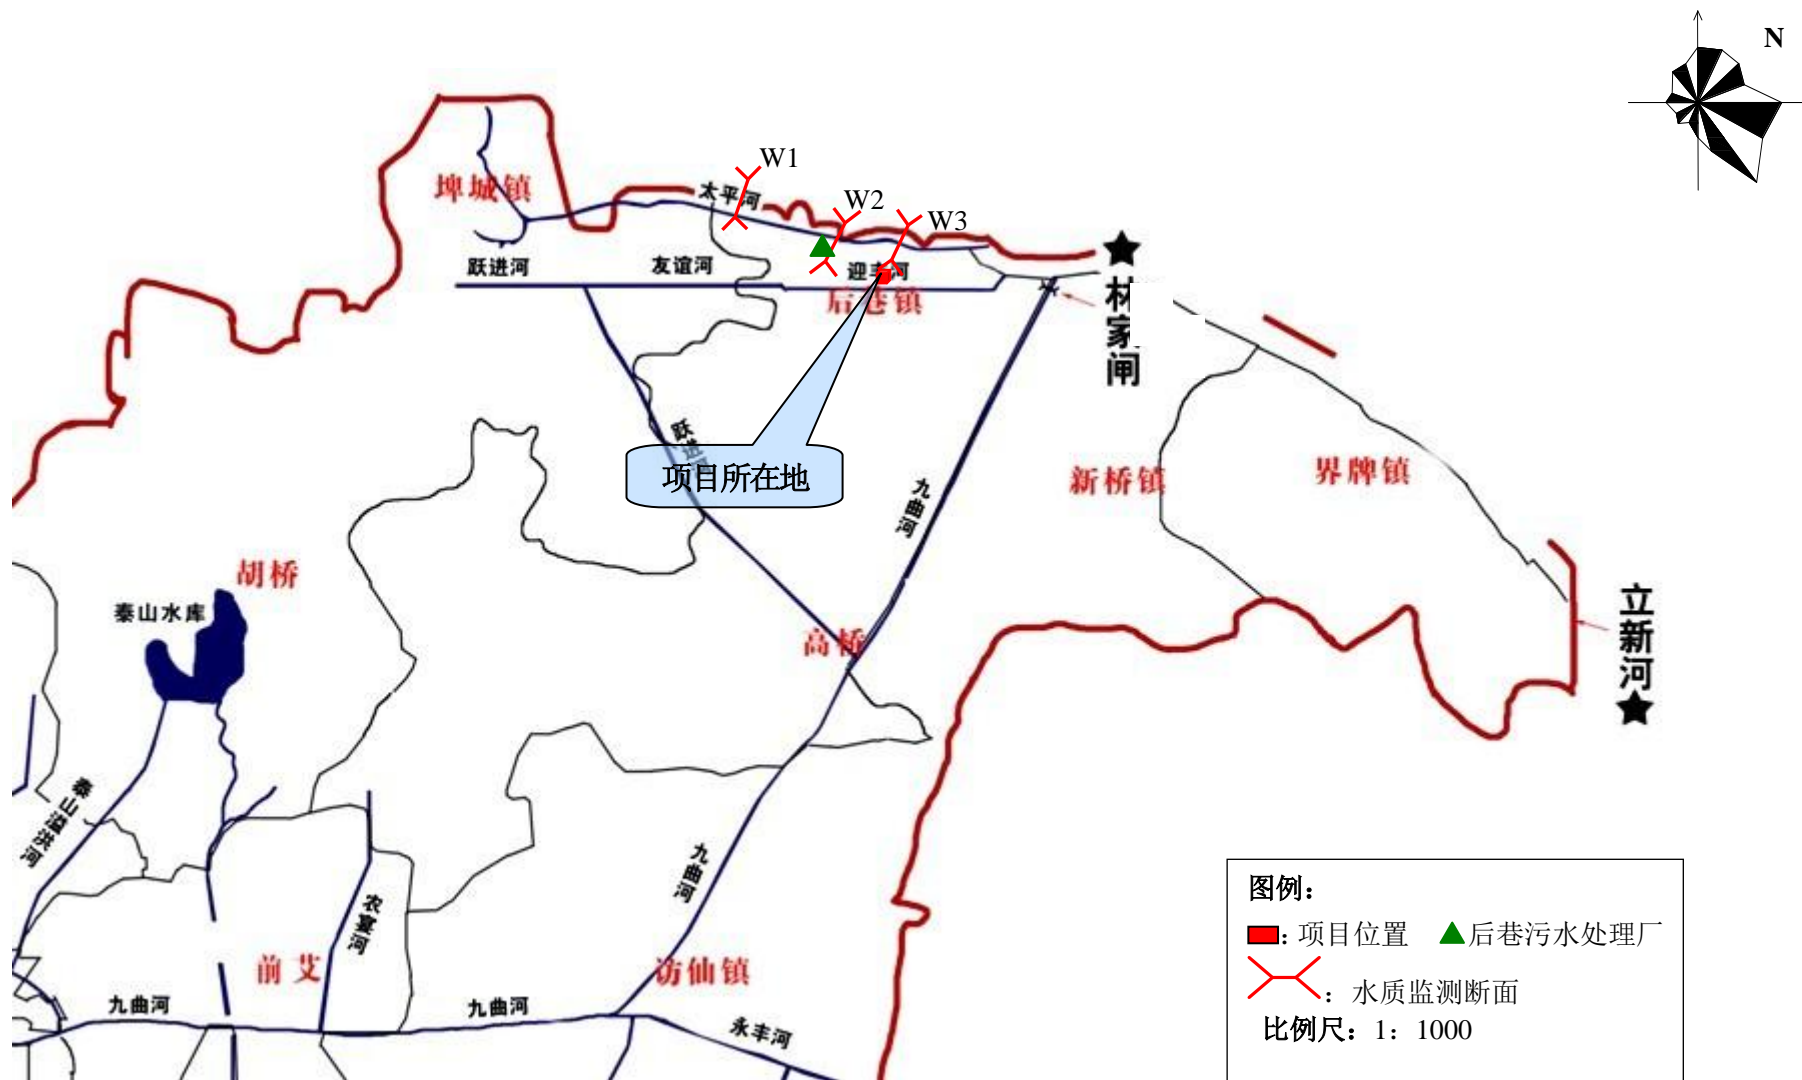 N
W1
埤城镇
太平河
W2
W3
跃进河
友谊河
迎丰河
后巷镇
林家闸
跃进
项目所在地
九曲河
新桥镇
界牌镇
胡桥
泰山水库
立新河
高桥
泰山溢洪河
九曲河
农宴河
前艾
访仙镇
九曲河
九曲河
永丰河
图例：
：项目位置 后巷污水处理厂
：水质监测断面
比例尺：1：1000